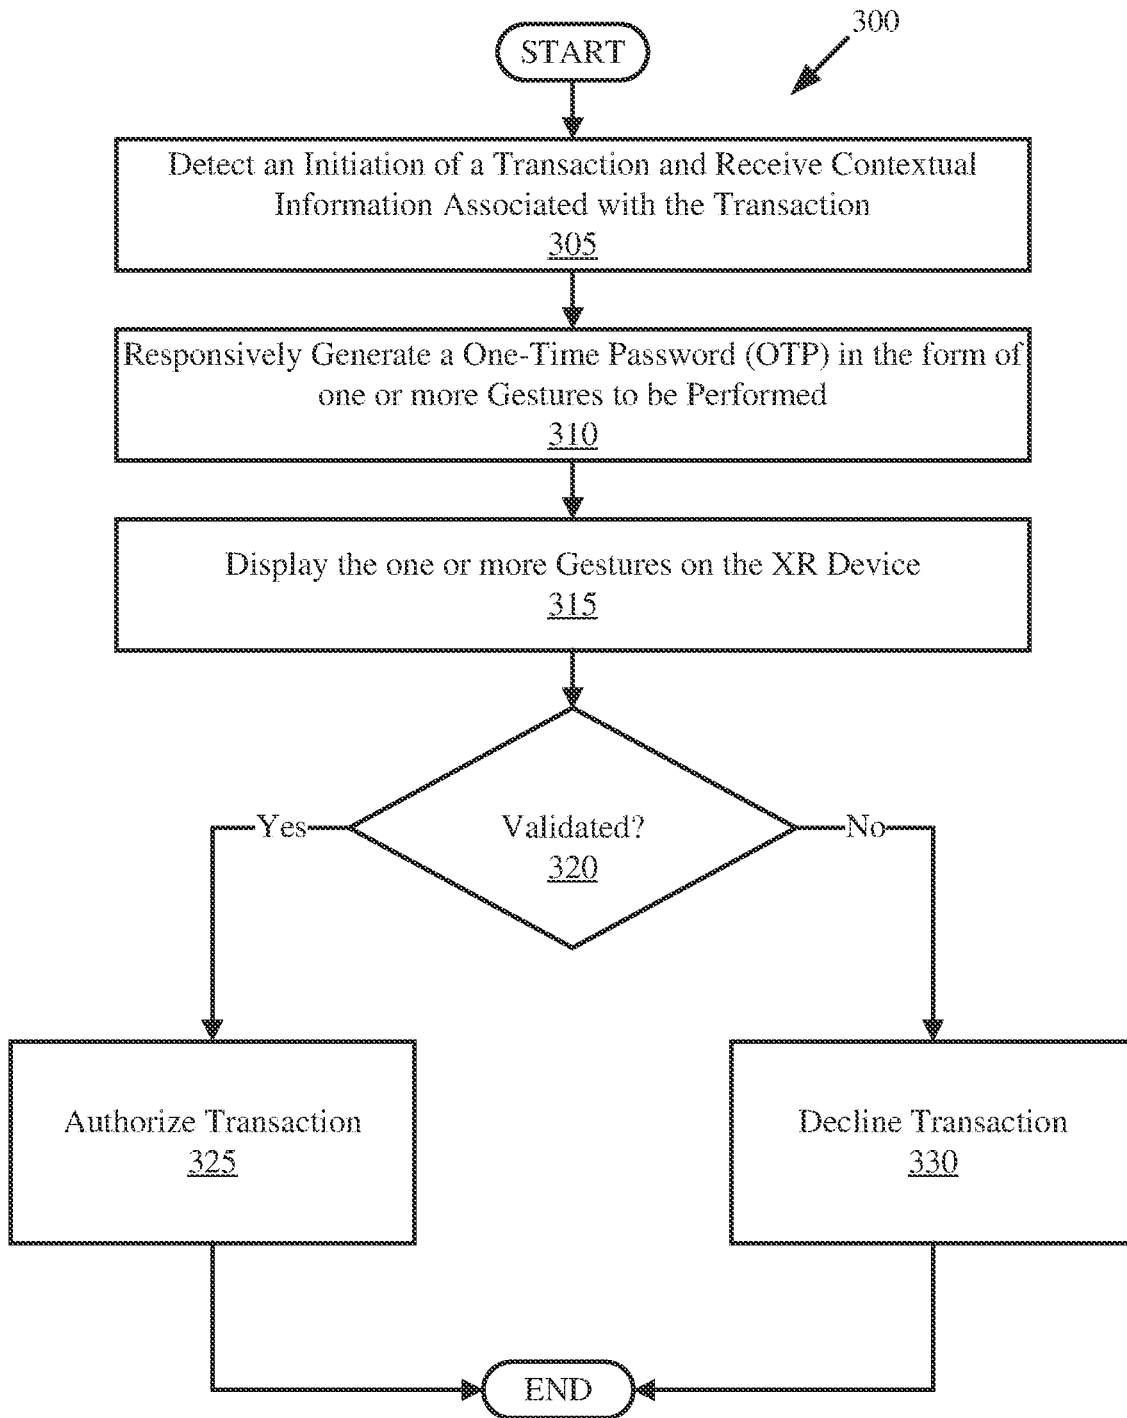 300
START
Detect an Initiation of a Transaction and Receive Contextual
Information Associated with the Transaction
305
Responsively Generate a One-Time Password (OTP) in the form of
one or more Gestures to be Performed
310
Display the one or more Gestures on the XR Device
315
Yes
Validated?
No
320
Authorize Transaction
325
Decline Transaction
330
END